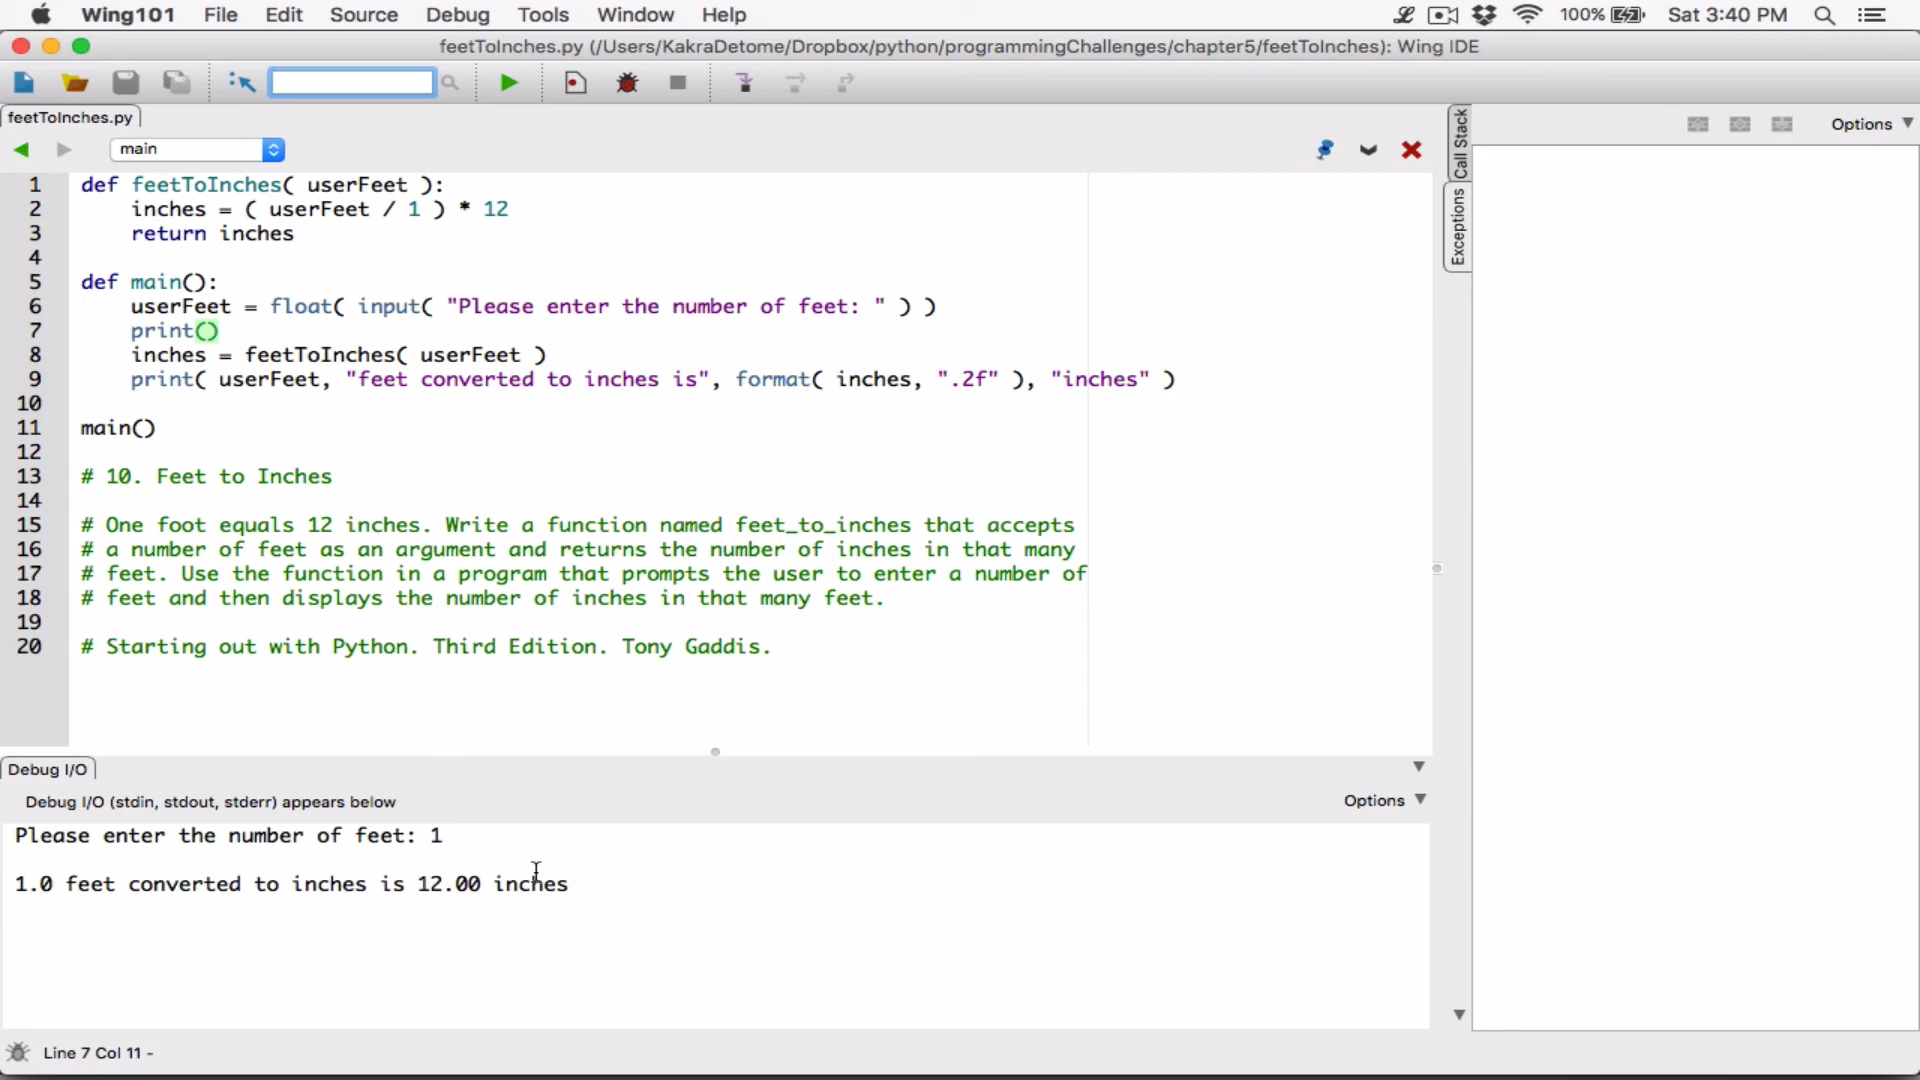 Wing101 File Edit Source Debug Tools Window Help 100% Sat 3:40 PM
feetToInches.py (/Users/KakraDetome/Dropbox/python/programmingChallenges/chapter5/feetToInches): Wing IDE
feetToInches.py
main
Options
Call Stack
Exceptions
1 def feetToInches( userFeet ):
2 inches = ( userFeet / 1 ) * 12
3 return inches
4
5 def main():
6 userFeet = float( input( "Please enter the number of feet: " ) )
7 print()
8 inches = feetToInches( userFeet )
9 print( userFeet, "feet converted to inches is", format( inches, ".2f" ), "inches" )
10
11 main()
12
13 # 10. Feet to Inches
14
15 # One foot equals 12 inches. Write a function named feet_to_inches that accepts
16 # a number of feet as an argument and returns the number of inches in that many
17 # feet. Use the function in a program that prompts the user to enter a number of
18 # feet and then displays the number of inches in that many feet.
19
20 # Starting out with Python. Third Edition. Tony Gaddis.
Debug I/O
Debug I/O (stdin, stdout, stderr) appears below Options
Please enter the number of feet: 1
1.0 feet converted to inches is 12.00 inches
Line 7 Col 11 -